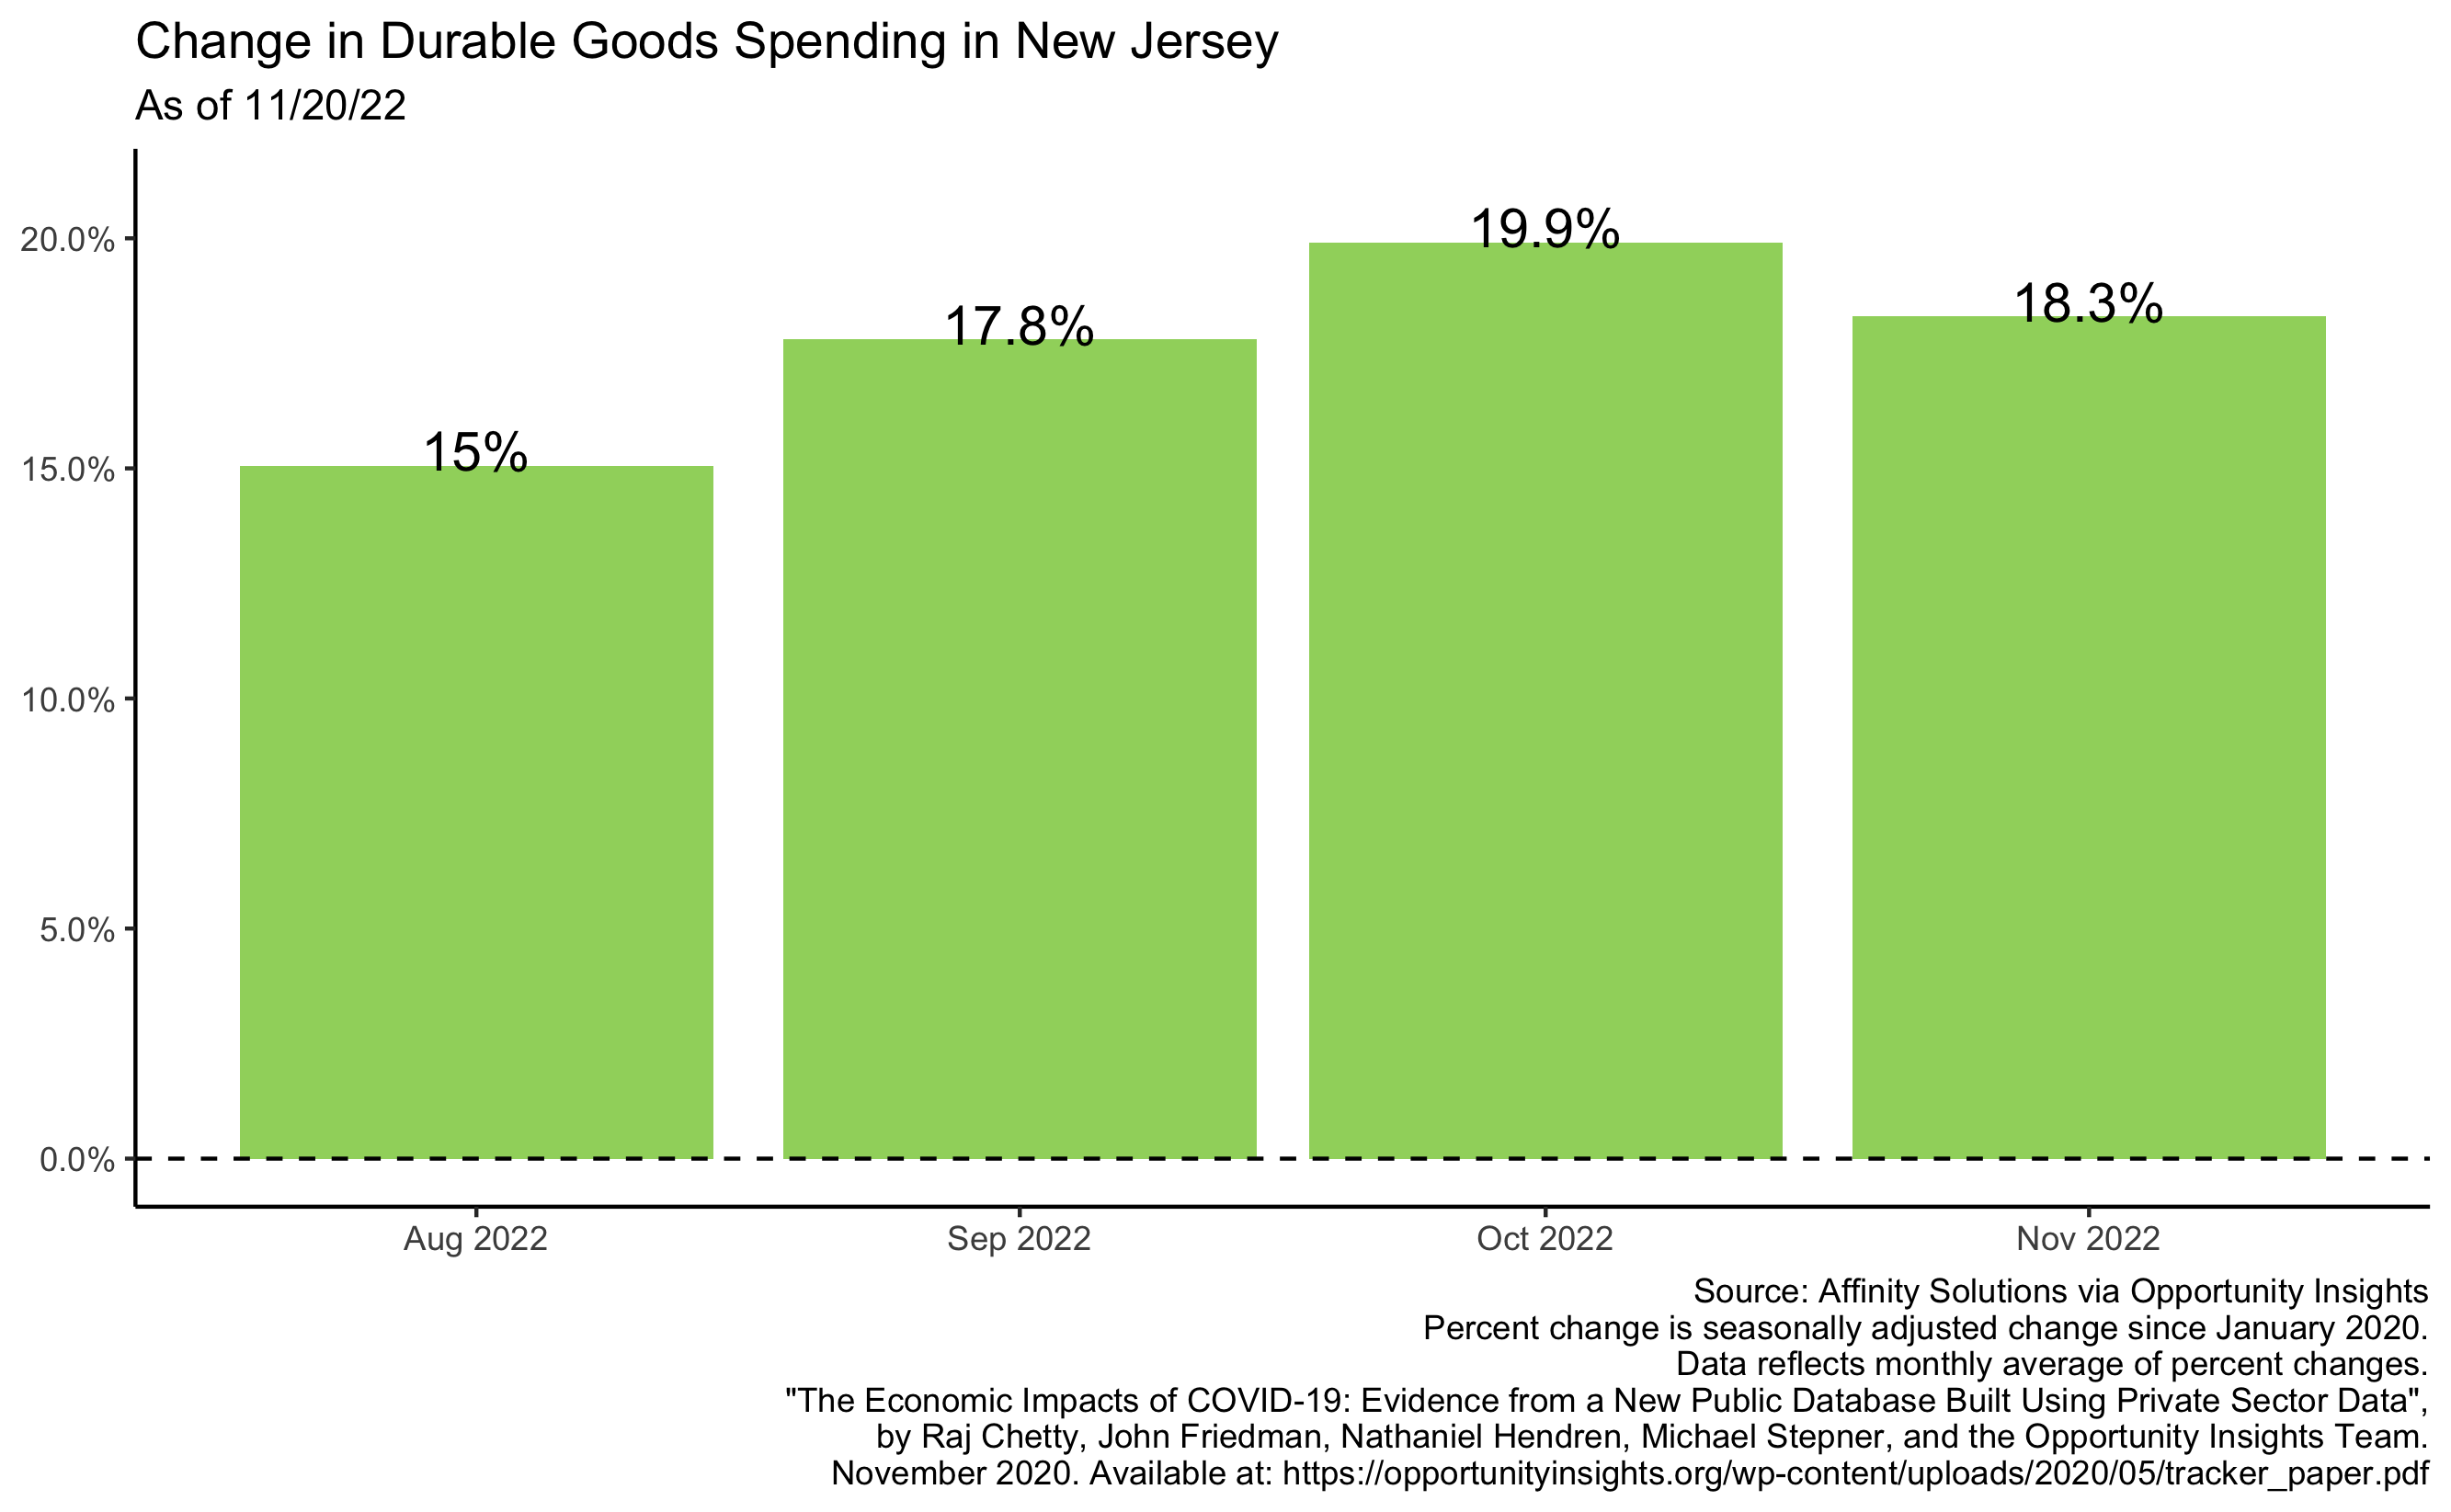 Change in Durable Goods Spending in New Jersey
As of 11/20/22
20.0%
15.0%
10.0%
5.0%
0.0%
15%
17.8%
19.9%
18.3%
Aug 2022
Sep 2022
Oct 2022
Nov 2022
Source: Affinity Solutions via Opportunity Insights
Percent change is seasonally adjusted change since January 2020.
Data reflects monthly average of percent changes.
"The Economic Impacts of COVID-19: Evidence from a New Public Database Built Using Private Sector Data",
by Raj Chetty, John Friedman, Nathaniel Hendren, Michael Stepner, and the Opportunity Insights Team.
November 2020. Available at: https://opportunityinsights.org/wp-content/uploads/2020/05/tracker_paper.pdf